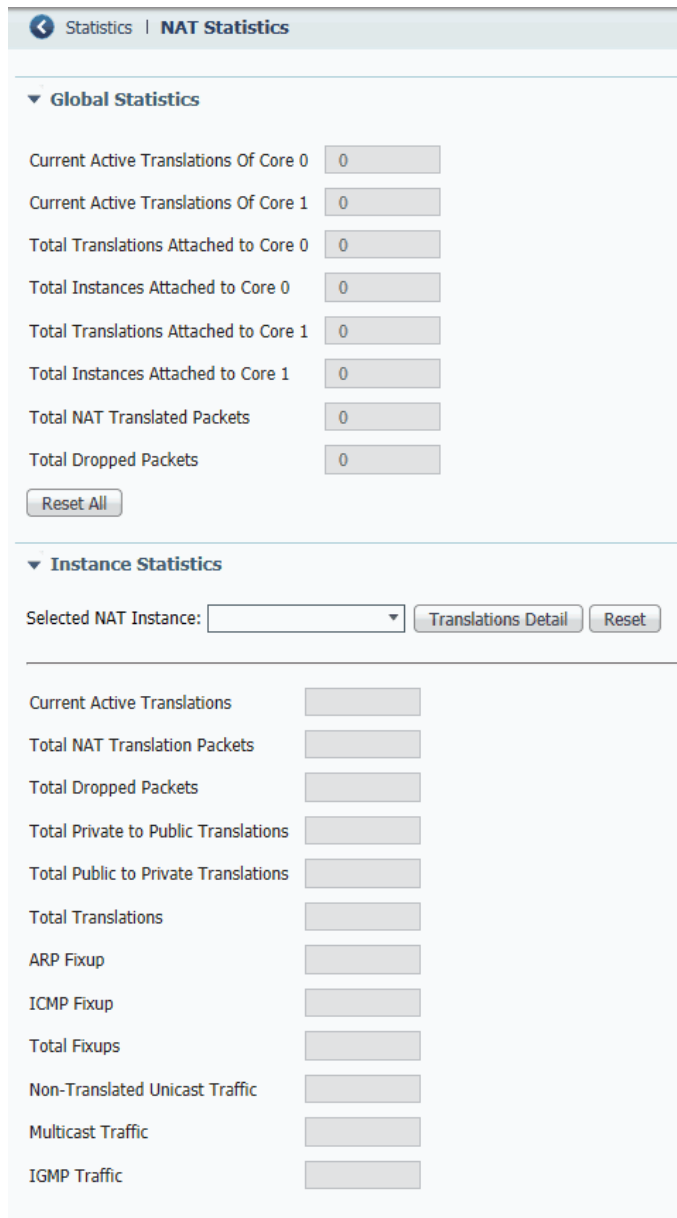 Statistics | NAT Statistics
Global Statistics
Current Active Translations Of Core 0 0
Current Active Translations Of Core 1 0
Total Translations Attached to Core 0 0
Total Instances Attached to Core 0 0
Total Translations Attached to Core 1 0
Total Instances Attached to Core 1 0
Total NAT Translated Packets 0
Total Dropped Packets 0
Reset All
Instance Statistics
Selected NAT Instance: Translations Detail Reset
Current Active Translations
Total NAT Translation Packets
Total Dropped Packets
Total Private to Public Translations
Total Public to Private Translations
Total Translations
ARP Fixup
ICMP Fixup
Total Fixups
Non-Translated Unicast Traffic
Multicast Traffic
IGMP Traffic